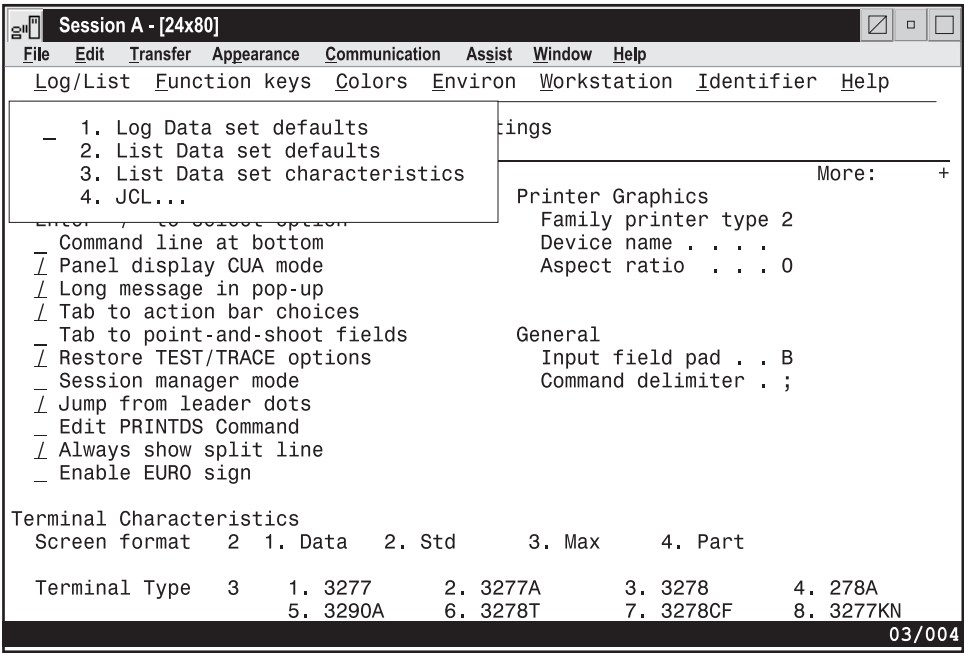 Session A - [24x80]
File Edit Transfer Appearance Communication Assist Window Help
Log/List Function keys Colors Environ Workstation Identifier Help
_ 1. Log Data set defaults tings
2. List Data set defaults
3. List Data set characteristics More: +
4. JCL... Printer Graphics
Family printer type 2
_ Command line at bottom Device name . . . .
/ Panel display CUA mode Aspect ratio . . . 0
/ Long message in pop-up
/ Tab to action bar choices
_ Tab to point-and-shoot fields General
/ Restore TEST/TRACE options Input field pad . . B
_ Session manager mode Command delimiter . ;
/ Jump from leader dots
_ Edit PRINTDS Command
/ Always show split line
_ Enable EURO sign
Terminal Characteristics
Screen format 2 1. Data 2. Std 3. Max 4. Part
Terminal Type 3 1. 3277 2. 3277A 3. 3278 4. 278A
5. 3290A 6. 3278T 7. 3278CF 8. 3277KN
03/004